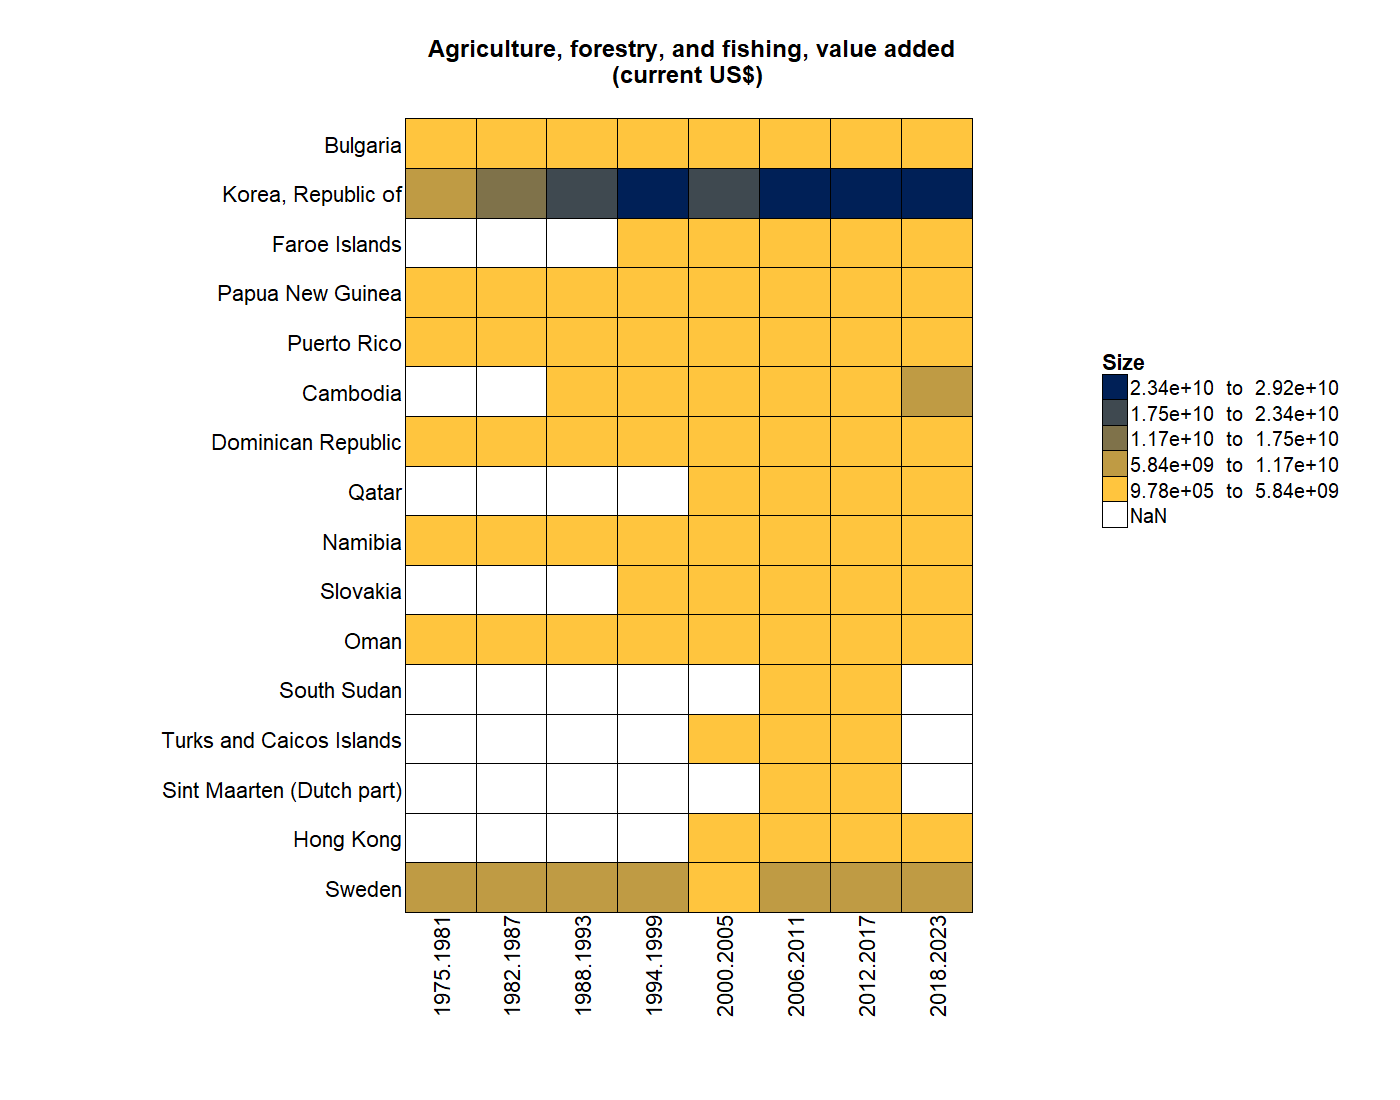 Agriculture, forestry, and fishing, value added
(current US$)
Bulgaria
Korea, Republic of
Faroe Islands
Papua New Guinea
Puerto Rico
Cambodia
Dominican Republic
Qatar
Namibia
Slovakia
Oman
South Sudan
Turks and Caicos Islands
Sint Maarten (Dutch part)
Hong Kong
Sweden
1975.1981
1982.1987
1988.1993
1994.1999
2000.2005
2006.2011
2012.2017
2018.2023
Size
2.34e+10 to 2.92e+10
1.75e+10 to 2.34e+10
1.17e+10 to 1.75e+10
5.84e+09 to 1.17e+10
9.78e+05 to 5.84e+09
NaN